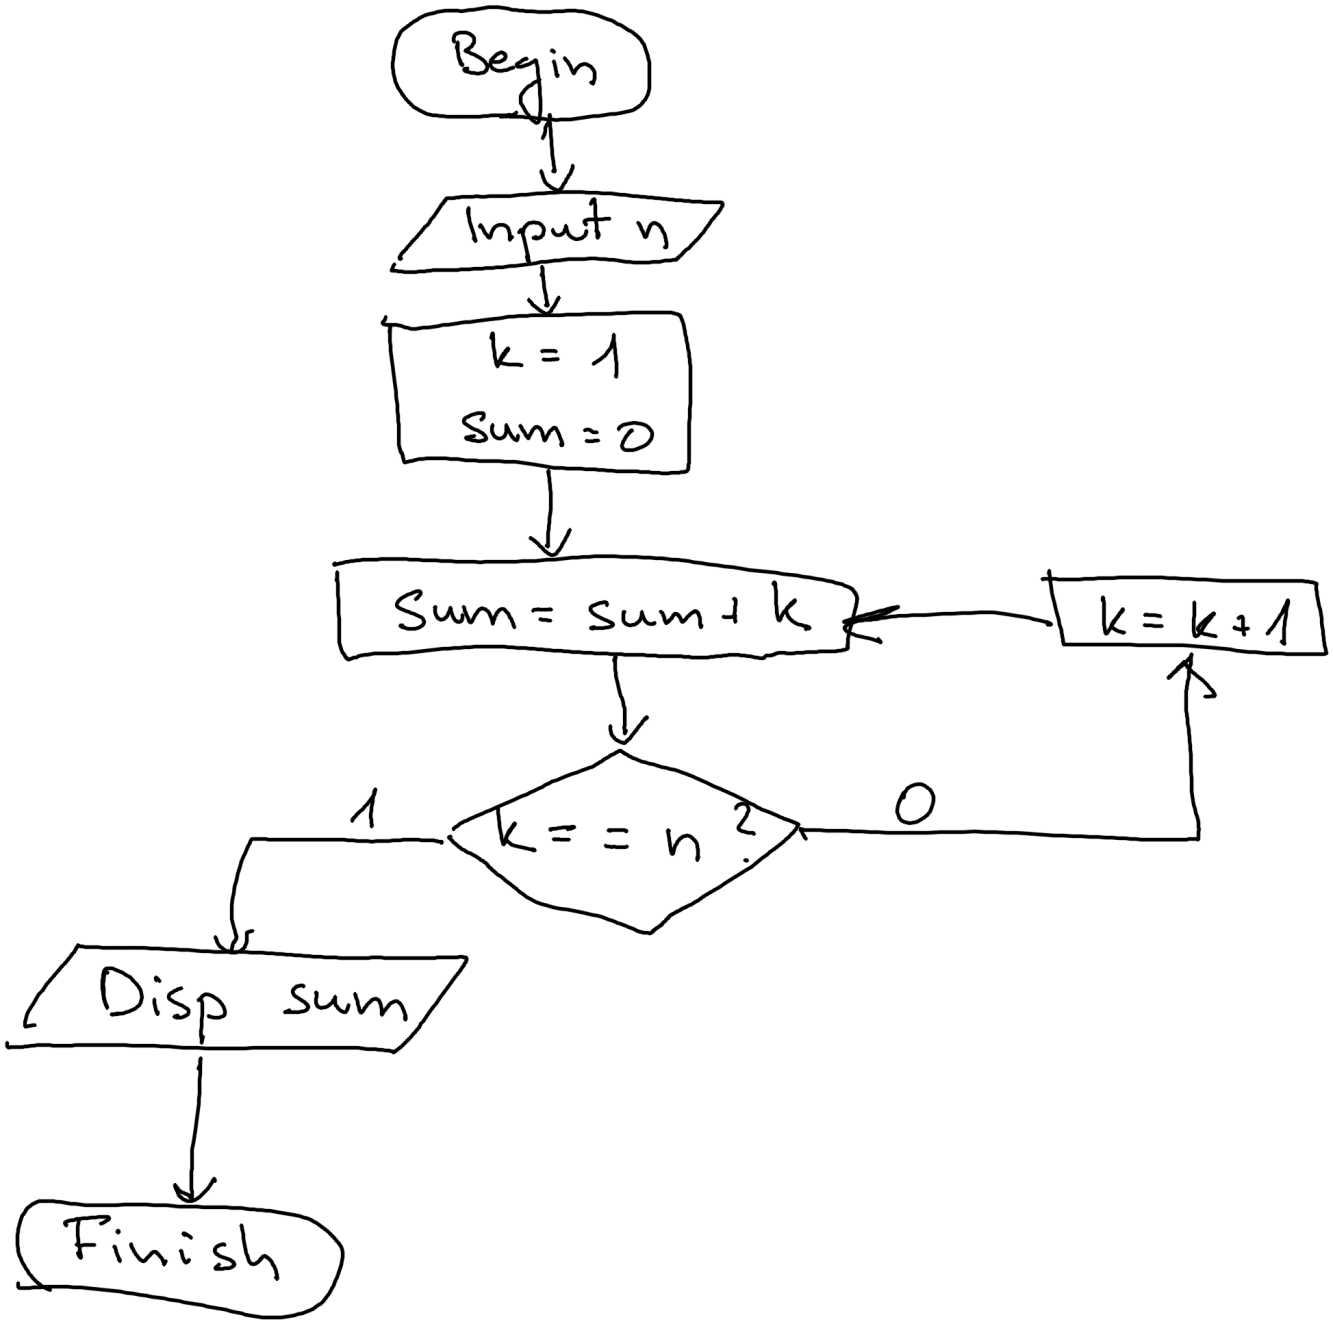 Begin
Input n
k = 1
sum = 0
Sum = sum + k
k = k + 1
k = = n ?
1
0
Disp sum
Finish